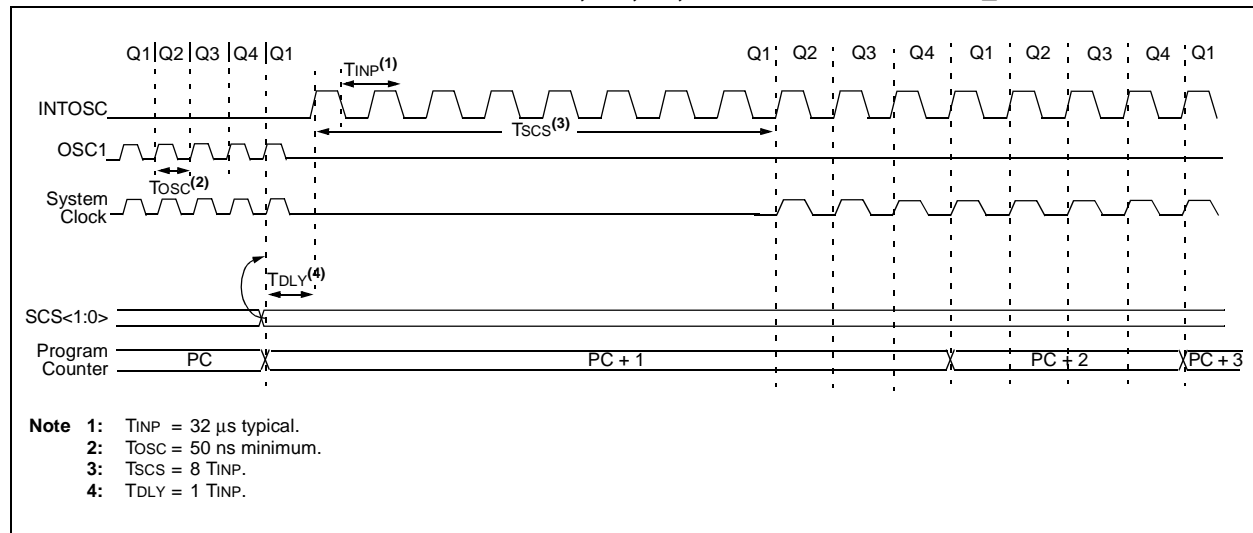 Q1 Q2 Q3 Q4 Q1 Q1 Q2 Q3 Q4 Q1 Q2 Q3 Q4 Q1
TINP(1)
INTOSC
TSCS(3)
OSC1
TOSC(2)
System
Clock
TDLY(4)
SCS<1:0>
Program
Counter
PC PC + 1 PC + 2 PC + 3
Note 1: TINP = 32 μs typical.
2: TOSC = 50 ns minimum.
3: TSCS = 8 TINP.
4: TDLY = 1 TINP.